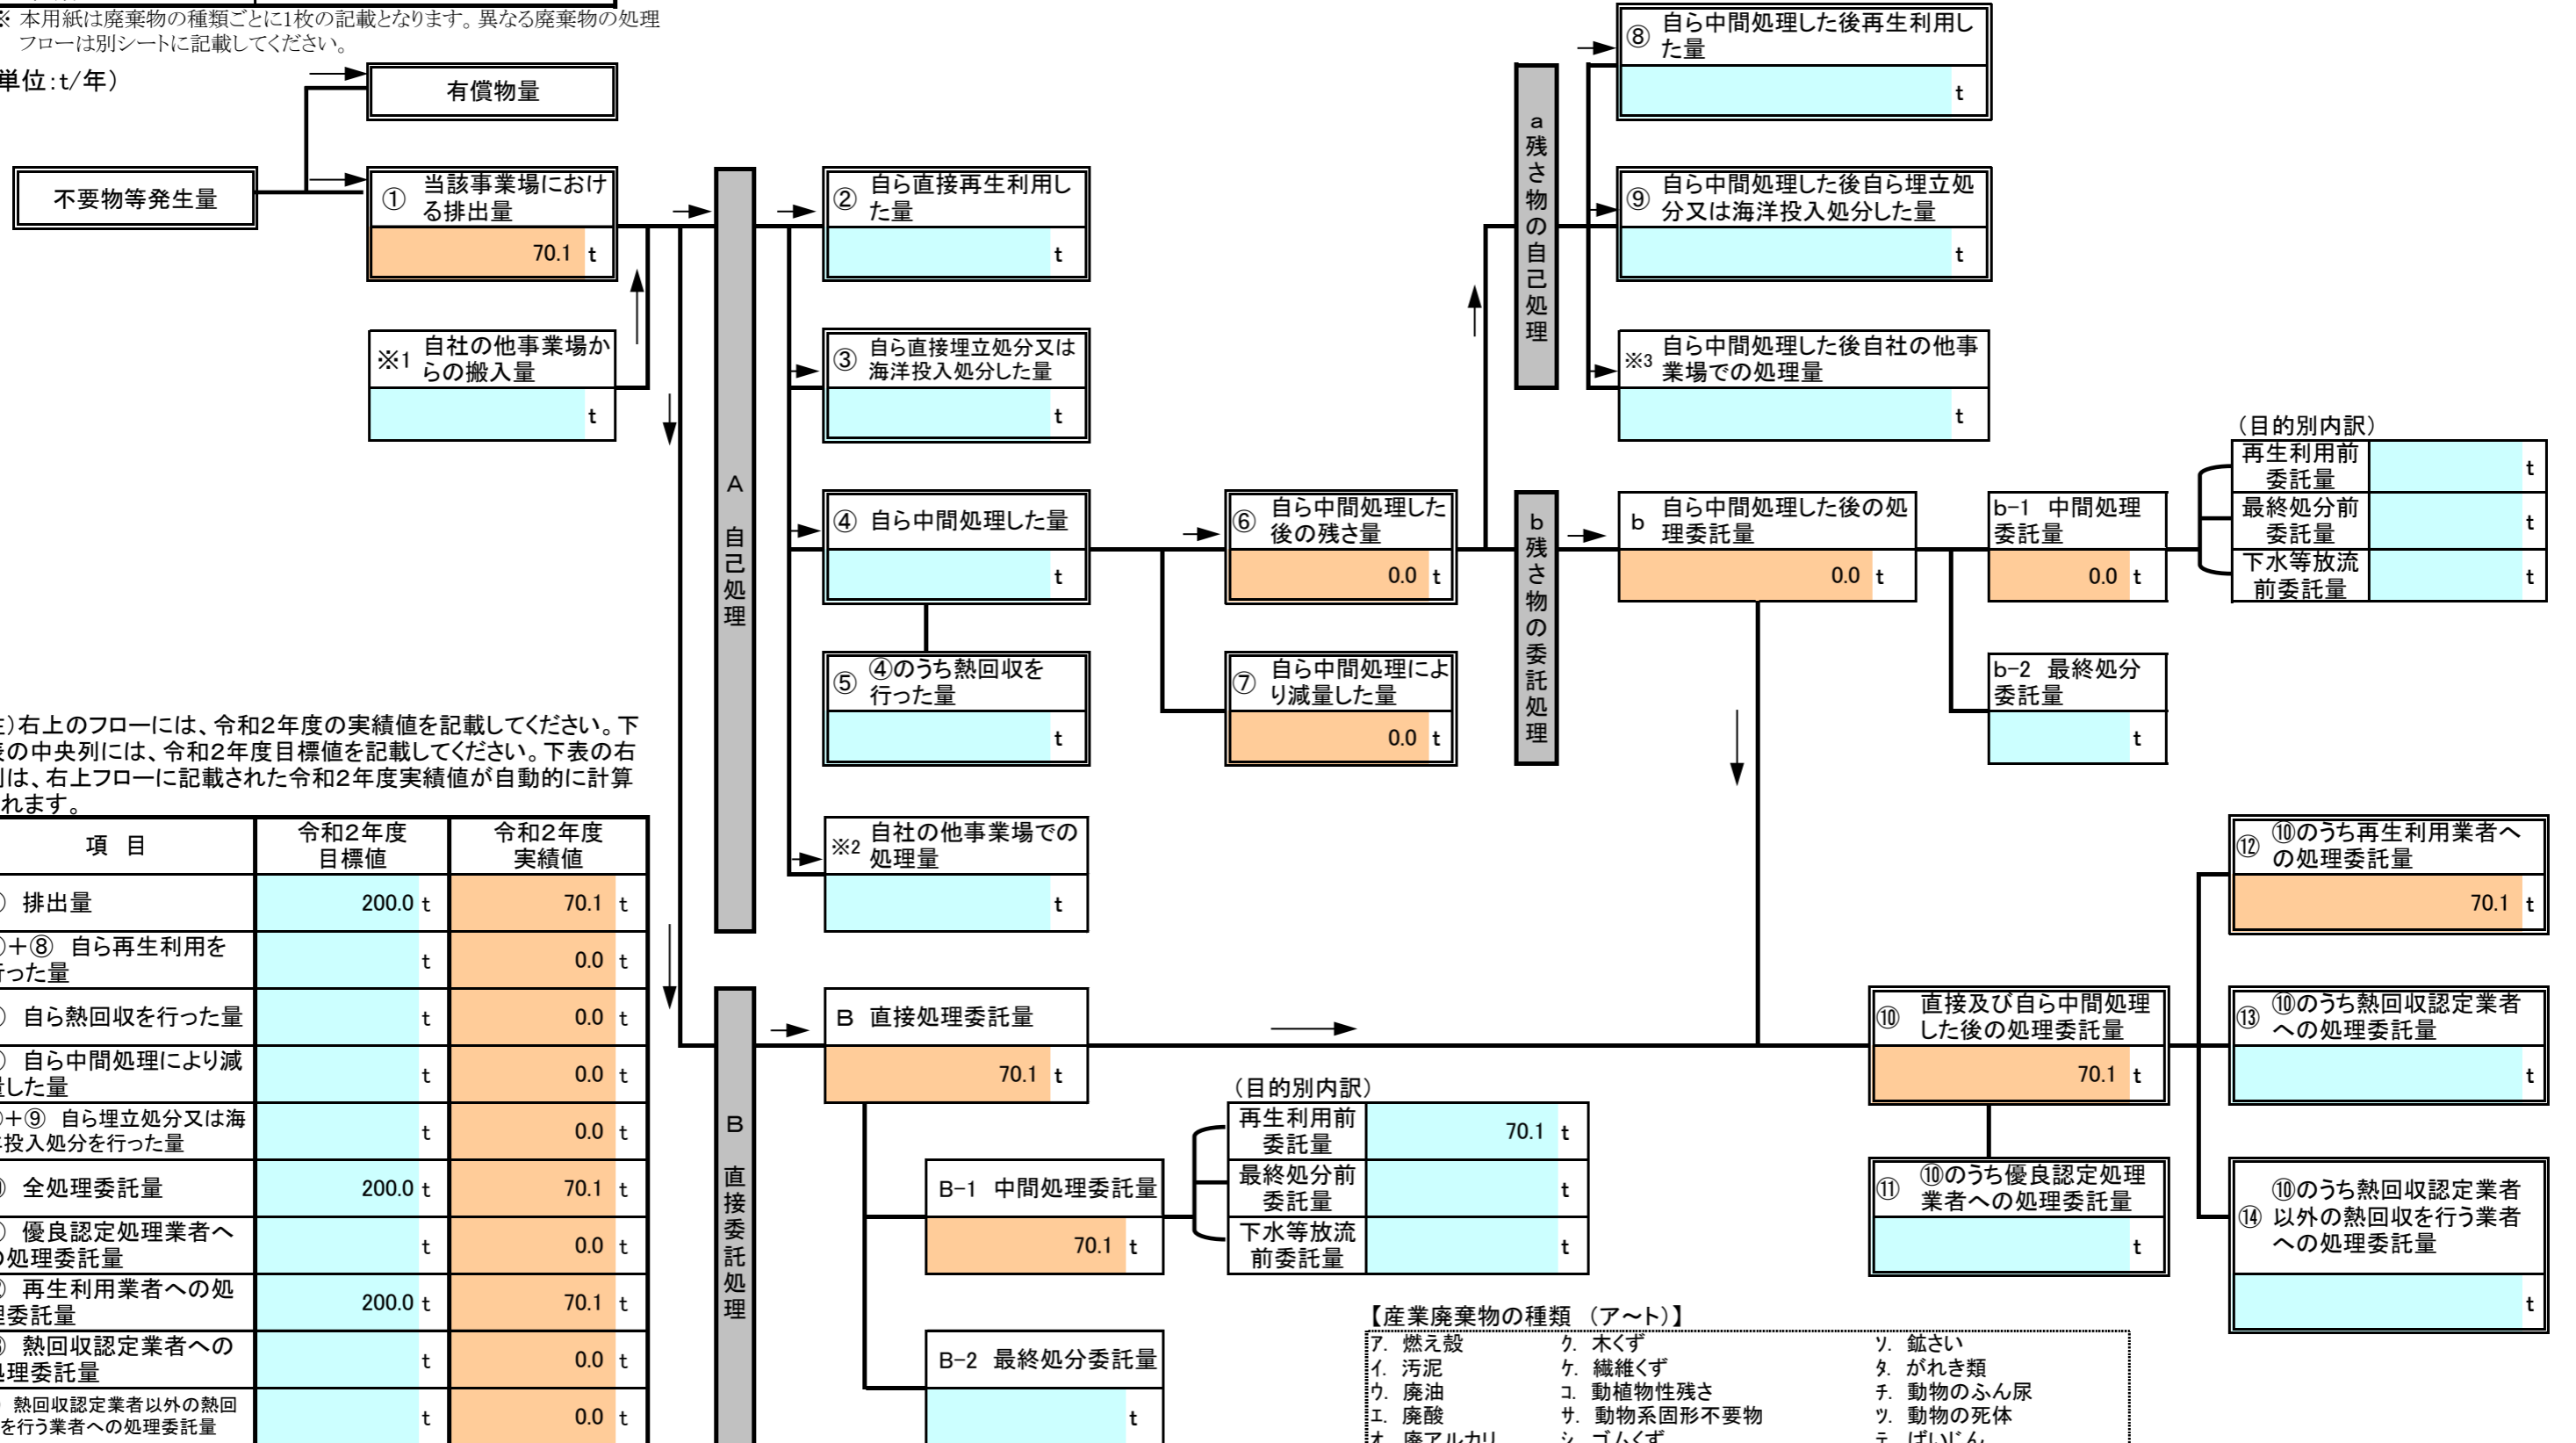 ※ 本用紙は廃棄物の種類ごとに1枚の記載となります。異なる廃棄物の処理
フローは別シートに記載してください。
単位:t/年)
有償物量
不要物等発生量
① 当該事業場におけ
る排出量
70.1 t
※1 自社の他事業場か
らの搬入量
t
A 自己処理
② 自ら直接再生利用し
た量
t
③ 自ら直接埋立処分又は
海洋投入処分した量
t
④ 自ら中間処理した量
t
⑤ ④のうち熱回収を
行った量
t
※2 自社の他事業場での
処理量
t
⑥ 自ら中間処理した
後の残さ量
0.0 t
⑦ 自ら中間処理によ
り減量した量
0.0 t
a残さ物の自己処理
⑧ 自ら中間処理した後再生利用し
た量
t
⑨ 自ら中間処理した後自ら埋立処
分又は海洋投入処分した量
t
※3 自ら中間処理した後自社の他事
業場での処理量
t
b残さ物の委託処理
b 自ら中間処理した後の処
理委託量
0.0 t
b-1 中間処理
委託量
0.0 t
(目的別内訳)
再生利用前
委託量
t
最終処分前
委託量
t
下水等放流
前委託量
t
b-2 最終処分
委託量
t
)右上のフローには、令和2年度の実績値を記載してください。下
の中央列には、令和2年度目標値を記載してください。下表の右
は、右上フローに記載された令和2年度実績値が自動的に計算
れます。
項 目
令和2年度
目標値
令和2年度
実績値
排出量 200.0 t 70.1 t
+⑧ 自ら再生利用を
行った量
t 0.0 t
自ら熱回収を行った量 t 0.0 t
自ら中間処理により減
量した量
t 0.0 t
+⑨ 自ら埋立処分又は海
洋投入処分を行った量
t 0.0 t
全処理委託量 200.0 t 70.1 t
優良認定処理業者へ
の処理委託量
t 0.0 t
再生利用業者への処
理委託量
200.0 t 70.1 t
熱回収認定業者への
処理委託量
t 0.0 t
熱回収認定業者以外の熱回
を行う業者への処理委託量
t 0.0 t
B 直接委託処理
B 直接処理委託量
70.1 t
B-1 中間処理委託量
70.1 t
(目的別内訳)
再生利用前
委託量
70.1 t
最終処分前
委託量
t
下水等放流
前委託量
t
B-2 最終処分委託量
t
⑩ 直接及び自ら中間処理
した後の処理委託量
70.1 t
⑪ ⑩のうち優良認定処理
業者への処理委託量
t
⑫ ⑩のうち再生利用業者へ
の処理委託量
70.1 t
⑬ ⑩のうち熱回収認定業者
への処理委託量
t
⑭ ⑩のうち熱回収認定業者
以外の熱回収を行う業者
への処理委託量
t
【産業廃棄物の種類 (ア~ト)】
ア. 燃え殻 ク. 木くず ソ. 鉱さい
イ. 汚泥 ケ. 繊維くず タ. がれき類
ウ. 廃油 コ. 動植物性残さ チ. 動物のふん尿
エ. 廃酸 サ. 動物系固形不要物 ツ. 動物の死体
オ. 廃アルカリ シ. ゴムくず テ. ばいじん